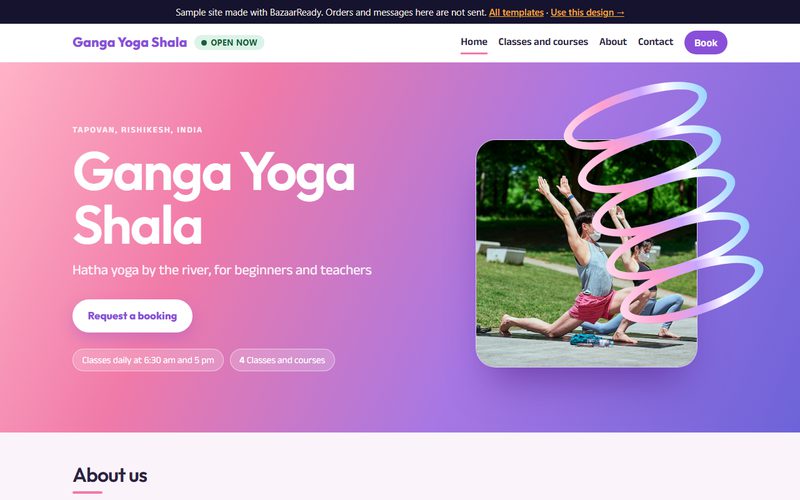 Sample site made with BazaarReady. Orders and messages here are not sent. All templates · Use this design →
Ganga Yoga Shala
OPEN NOW
Home
Classes and courses
About
Contact
Book
TAPOVAN, RISHIKESH, INDIA
Ganga Yoga
Shala
Hatha yoga by the river, for beginners and teachers
Request a booking
Classes daily at 6:30 am and 5 pm
4 Classes and courses
About us